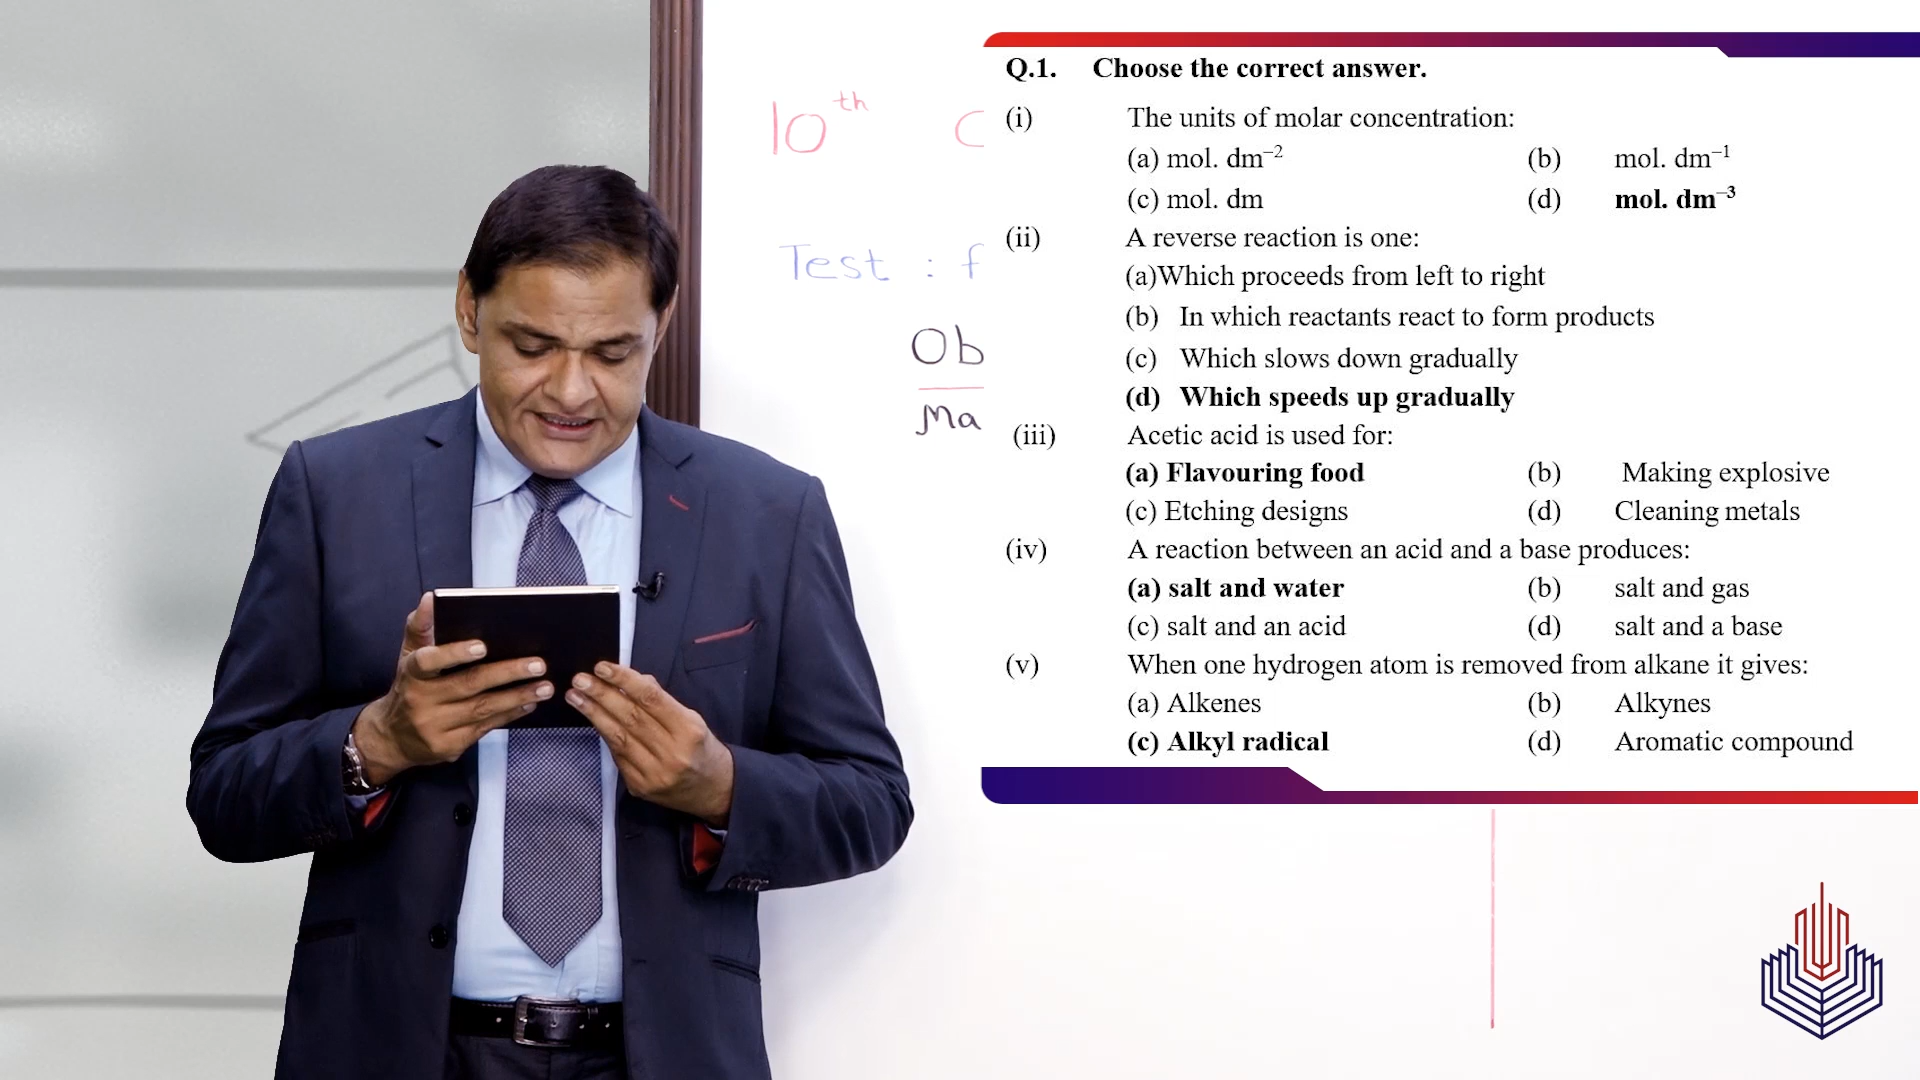 10th C
Test : f
Ob
Ma
Q.1. Choose the correct answer.
(i) The units of molar concentration:
(a) mol. dm⁻² (b) mol. dm⁻¹
(c) mol. dm (d) mol. dm⁻³
(ii) A reverse reaction is one:
(a)Which proceeds from left to right
(b) In which reactants react to form products
(c) Which slows down gradually
(d) Which speeds up gradually
(iii) Acetic acid is used for:
(a) Flavouring food (b) Making explosive
(c) Etching designs (d) Cleaning metals
(iv) A reaction between an acid and a base produces:
(a) salt and water (b) salt and gas
(c) salt and an acid (d) salt and a base
(v) When one hydrogen atom is removed from alkane it gives:
(a) Alkenes (b) Alkynes
(c) Alkyl radical (d) Aromatic compound